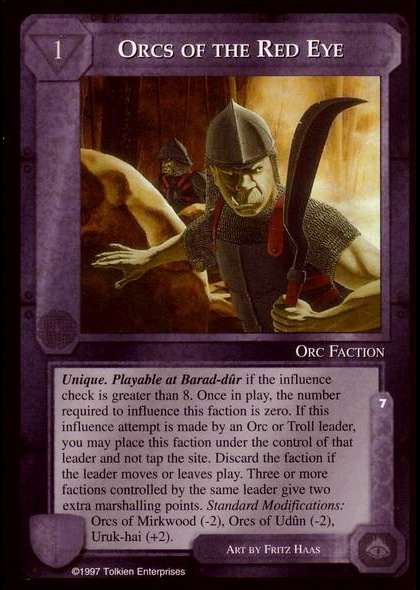 1
ORCS OF THE RED EYE
ORC FACTION
Unique. Playable at Barad-dûr if the influence
check is greater than 8. Once in play, the number
required to influence this faction is zero. If this
influence attempt is made by an Orc or Troll leader,
you may place this faction under the control of that
leader and not tap the site. Discard the faction if
the leader moves or leaves play. Three or more
factions controlled by the same leader give two
extra marshalling points. Standard Modifications:
Orcs of Mirkwood (-2), Orcs of Udûn (-2),
Uruk-hai (+2).
7
ART BY FRITZ HAAS
©1997 Tolkien Enterprises